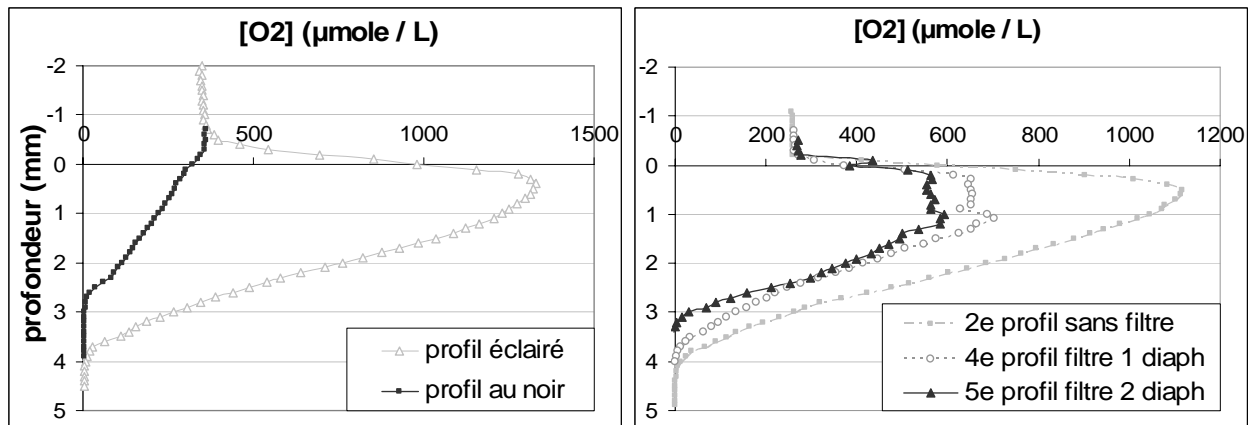 [O2] (µmole / L)
-2
-1
0 500 1000 1500
0
1
2
3
4
5
profondeur (mm)
profil éclairé
profil au noir
[O2] (µmole / L)
-2
-1
0 200 400 600 800 1000 1200
0
1
2
3
4
5
2e profil sans filtre
4e profil filtre 1 diaph
5e profil filtre 2 diaph